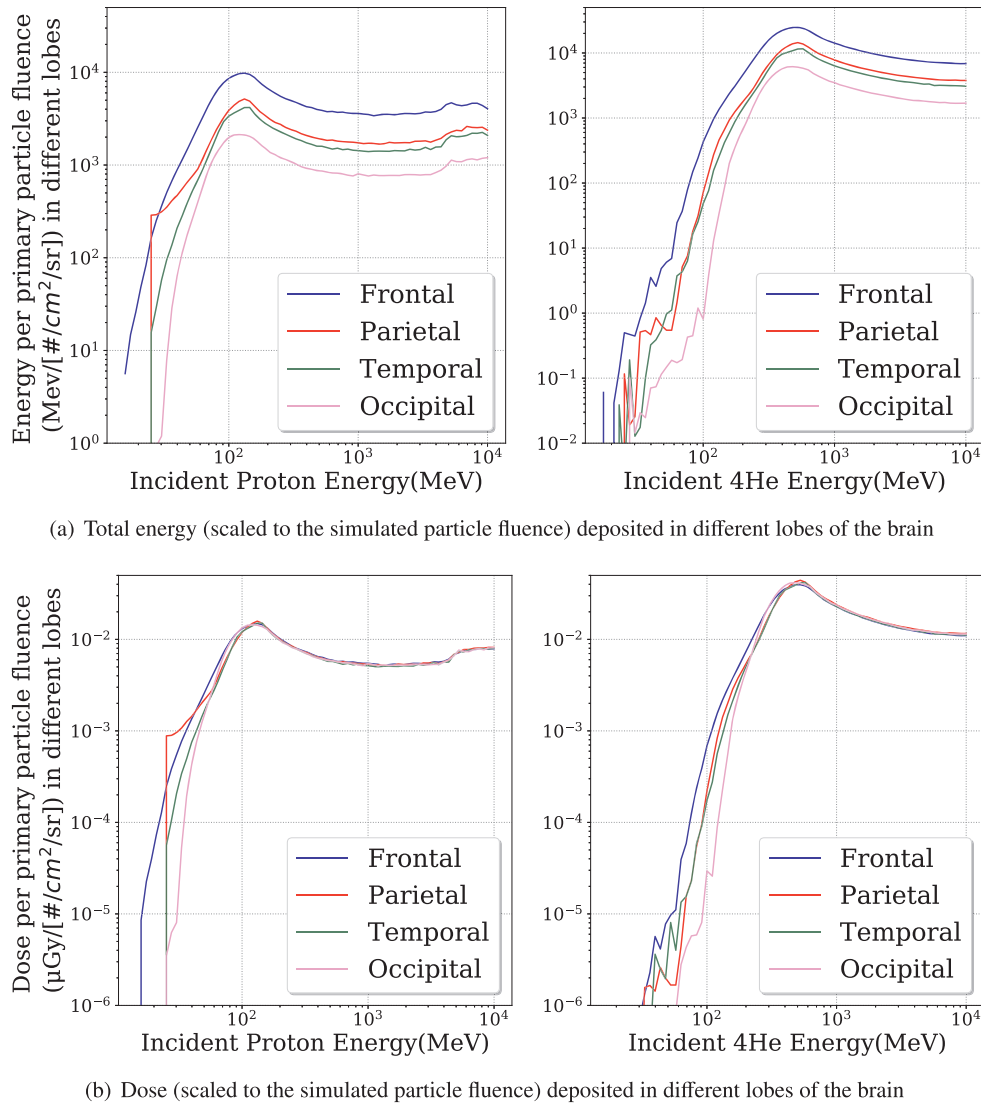 Energy per primary particle fluence
(Mev/[#/cm²/sr]) in different lobes
10⁴
10³
10²
10¹
10⁰
Frontal
Parietal
Temporal
Occipital
10² 10³ 10⁴
Incident Proton Energy(MeV)
10⁴
10³
10²
10¹
10⁰
10⁻¹
10⁻²
Frontal
Parietal
Temporal
Occipital
10² 10³ 10⁴
Incident 4He Energy(MeV)
(a) Total energy (scaled to the simulated particle fluence) deposited in different lobes of the brain
Dose per primary particle fluence
(μGy/[#/cm²/sr]) in different lobes
10⁻²
10⁻³
10⁻⁴
10⁻⁵
10⁻⁶
Frontal
Parietal
Temporal
Occipital
10² 10³ 10⁴
Incident Proton Energy(MeV)
10⁻²
10⁻³
10⁻⁴
10⁻⁵
10⁻⁶
Frontal
Parietal
Temporal
Occipital
10² 10³ 10⁴
Incident 4He Energy(MeV)
(b) Dose (scaled to the simulated particle fluence) deposited in different lobes of the brain